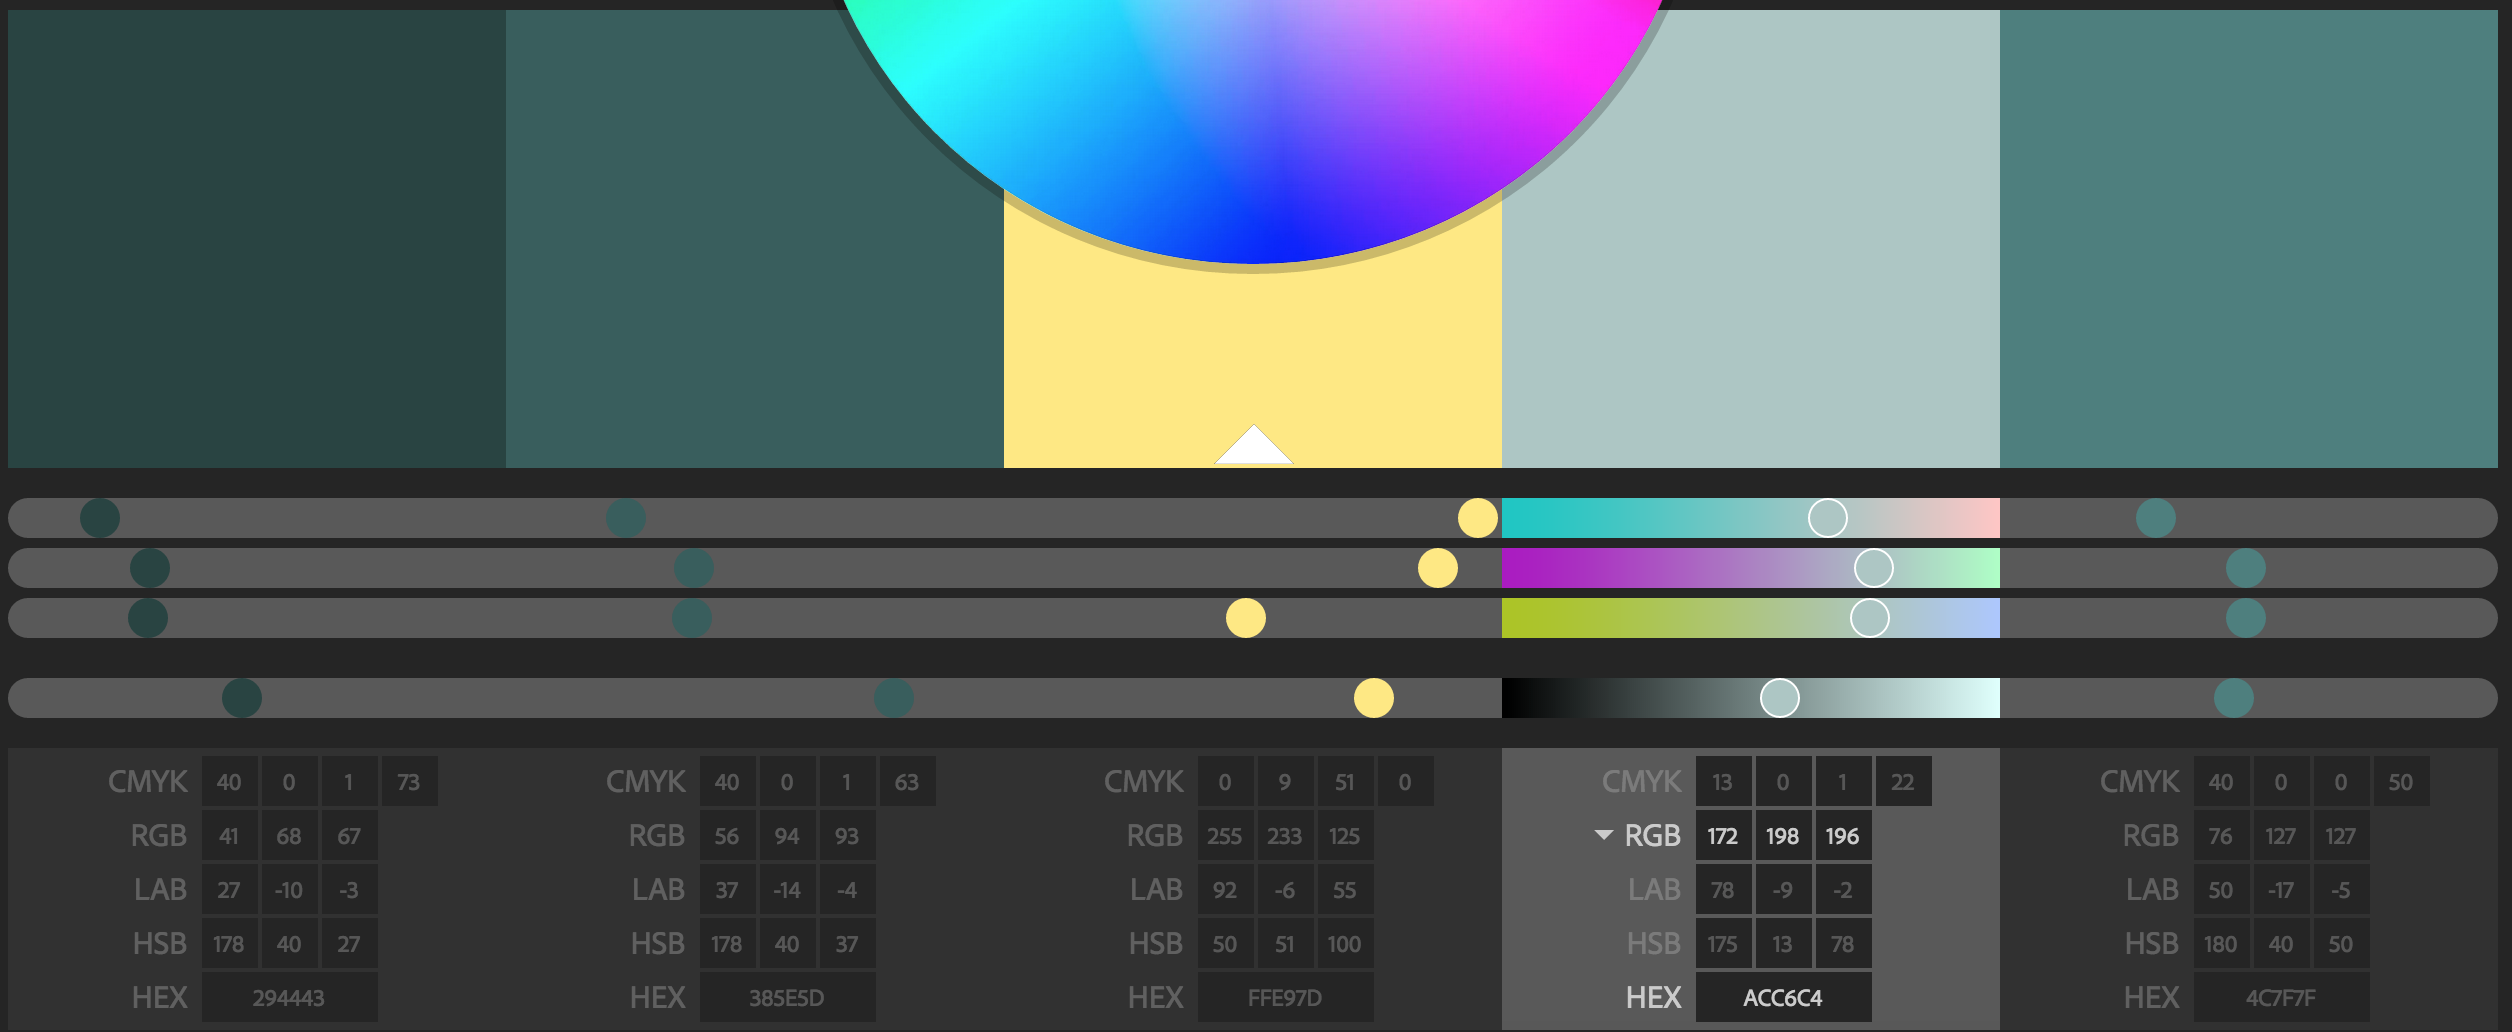 CMYK 40 0 1 73 CMYK 40 0 1 63 CMYK 0 9 51 0 CMYK 13 0 1 22 CMYK 40 0 0 50
RGB 41 68 67 RGB 56 94 93 RGB 255 233 125 RGB 172 198 196 RGB 76 127 127
LAB 27 -10 -3 LAB 37 -14 -4 LAB 92 -6 55 LAB 78 -9 -2 LAB 50 -17 -5
HSB 178 40 27 HSB 178 40 37 HSB 50 51 100 HSB 175 13 78 HSB 180 40 50
HEX 294443 HEX 385E5D HEX FFE97D HEX ACC6C4 HEX 4C7F7F